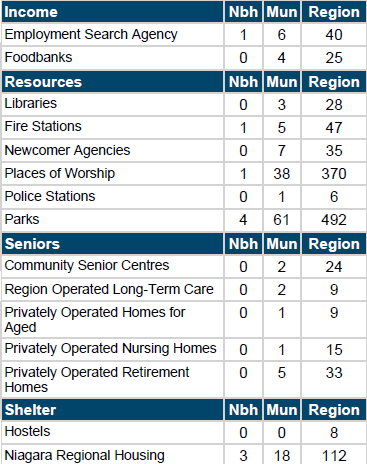 Income Nbh Mun Region
Employment Search Agency 1 6 40
Foodbanks 0 4 25
Resources Nbh Mun Region
Libraries 0 3 28
Fire Stations 1 5 47
Newcomer Agencies 0 7 35
Places of Worship 1 38 370
Police Stations 0 1 6
Parks 4 61 492
Seniors Nbh Mun Region
Community Senior Centres 0 2 24
Region Operated Long-Term Care 0 2 9
Privately Operated Homes for 0 1 9
Aged
Privately Operated Nursing Homes 0 1 15
Privately Operated Retirement 0 5 33
Homes
Shelter Nbh Mun Region
Hostels 0 0 8
Niagara Regional Housing 3 18 112